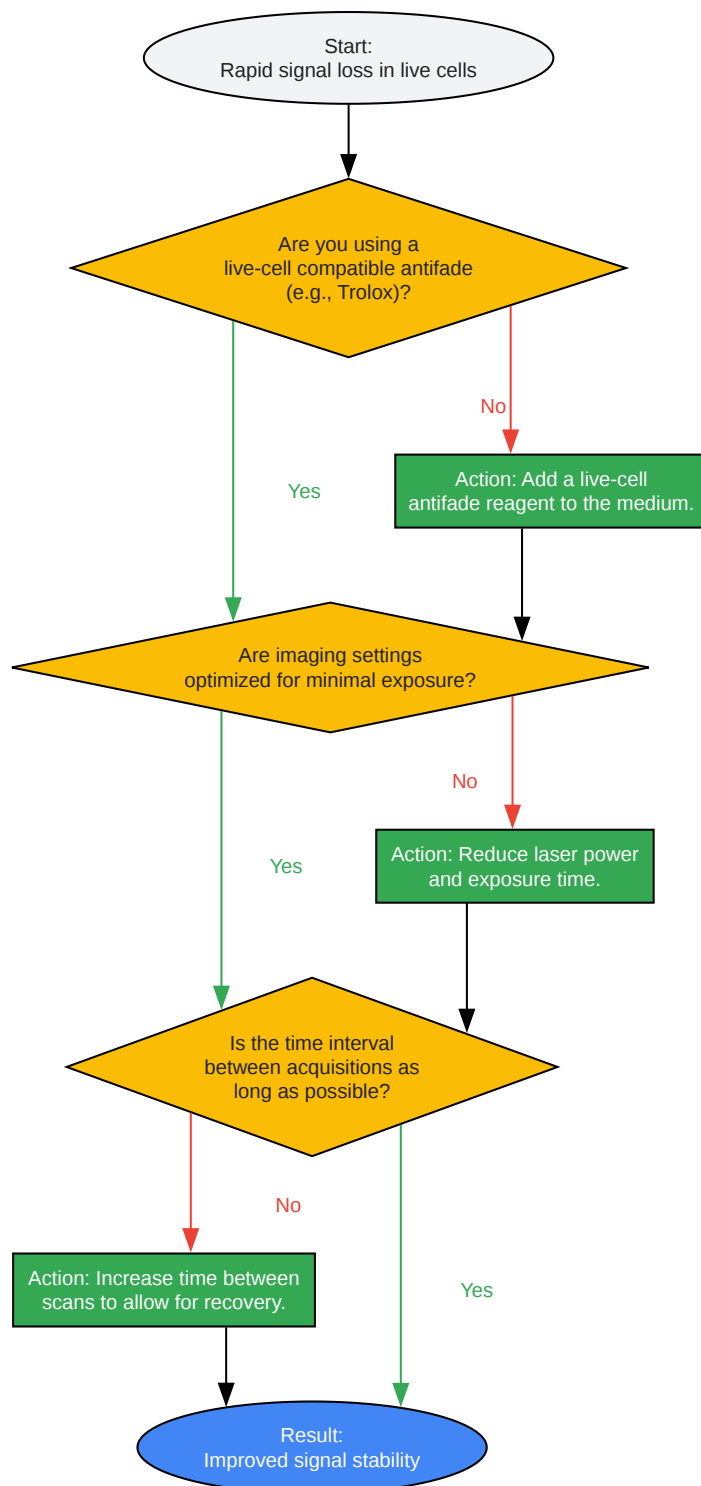 Start:
Rapid signal loss in live cells
Are you using a
live-cell compatible antifade
(e.g., Trolox)?
No
Action: Add a live-cell
antifade reagent to the medium.
Yes
Are imaging settings
optimized for minimal exposure?
No
Action: Reduce laser power
and exposure time.
Yes
Is the time interval
between acquisitions as
long as possible?
No
Action: Increase time between
scans to allow for recovery.
Yes
Result:
Improved signal stability